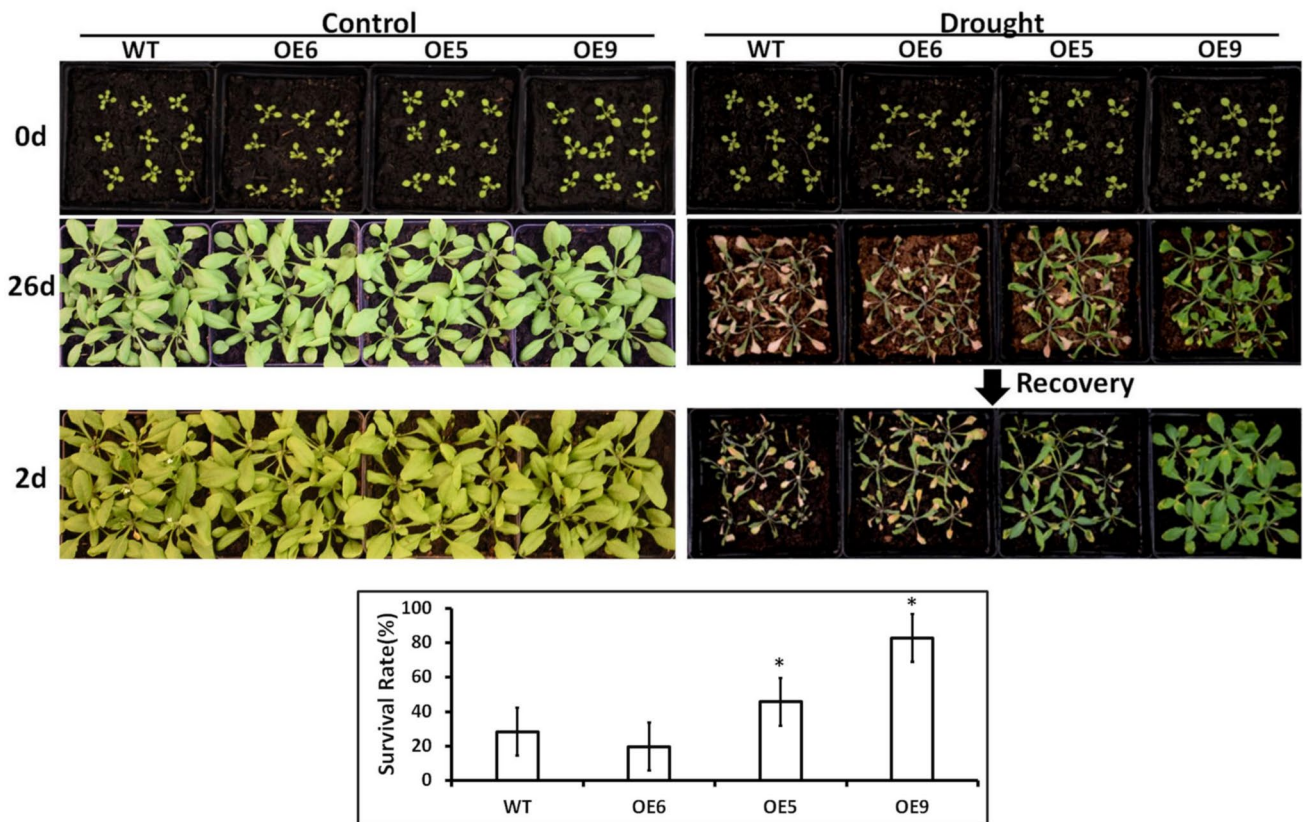 Control Drought
WT OE6 OE5 OE9 WT OE6 OE5 OE9
0d
26d
Recovery
2d
Survival Rate(%)
100
80
60
40
20
0
*
*
WT OE6 OE5 OE9